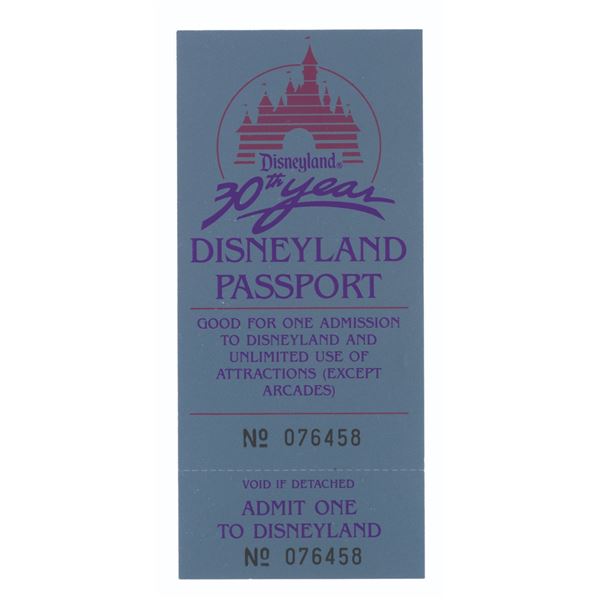 Disneyland®
30th year
DISNEYLAND
PASSPORT
GOOD FOR ONE ADMISSION
TO DISNEYLAND AND
UNLIMITED USE OF
ATTRACTIONS (EXCEPT
ARCADES)
Nº 076458
VOID IF DETACHED
ADMIT ONE
TO DISNEYLAND
Nº 076458